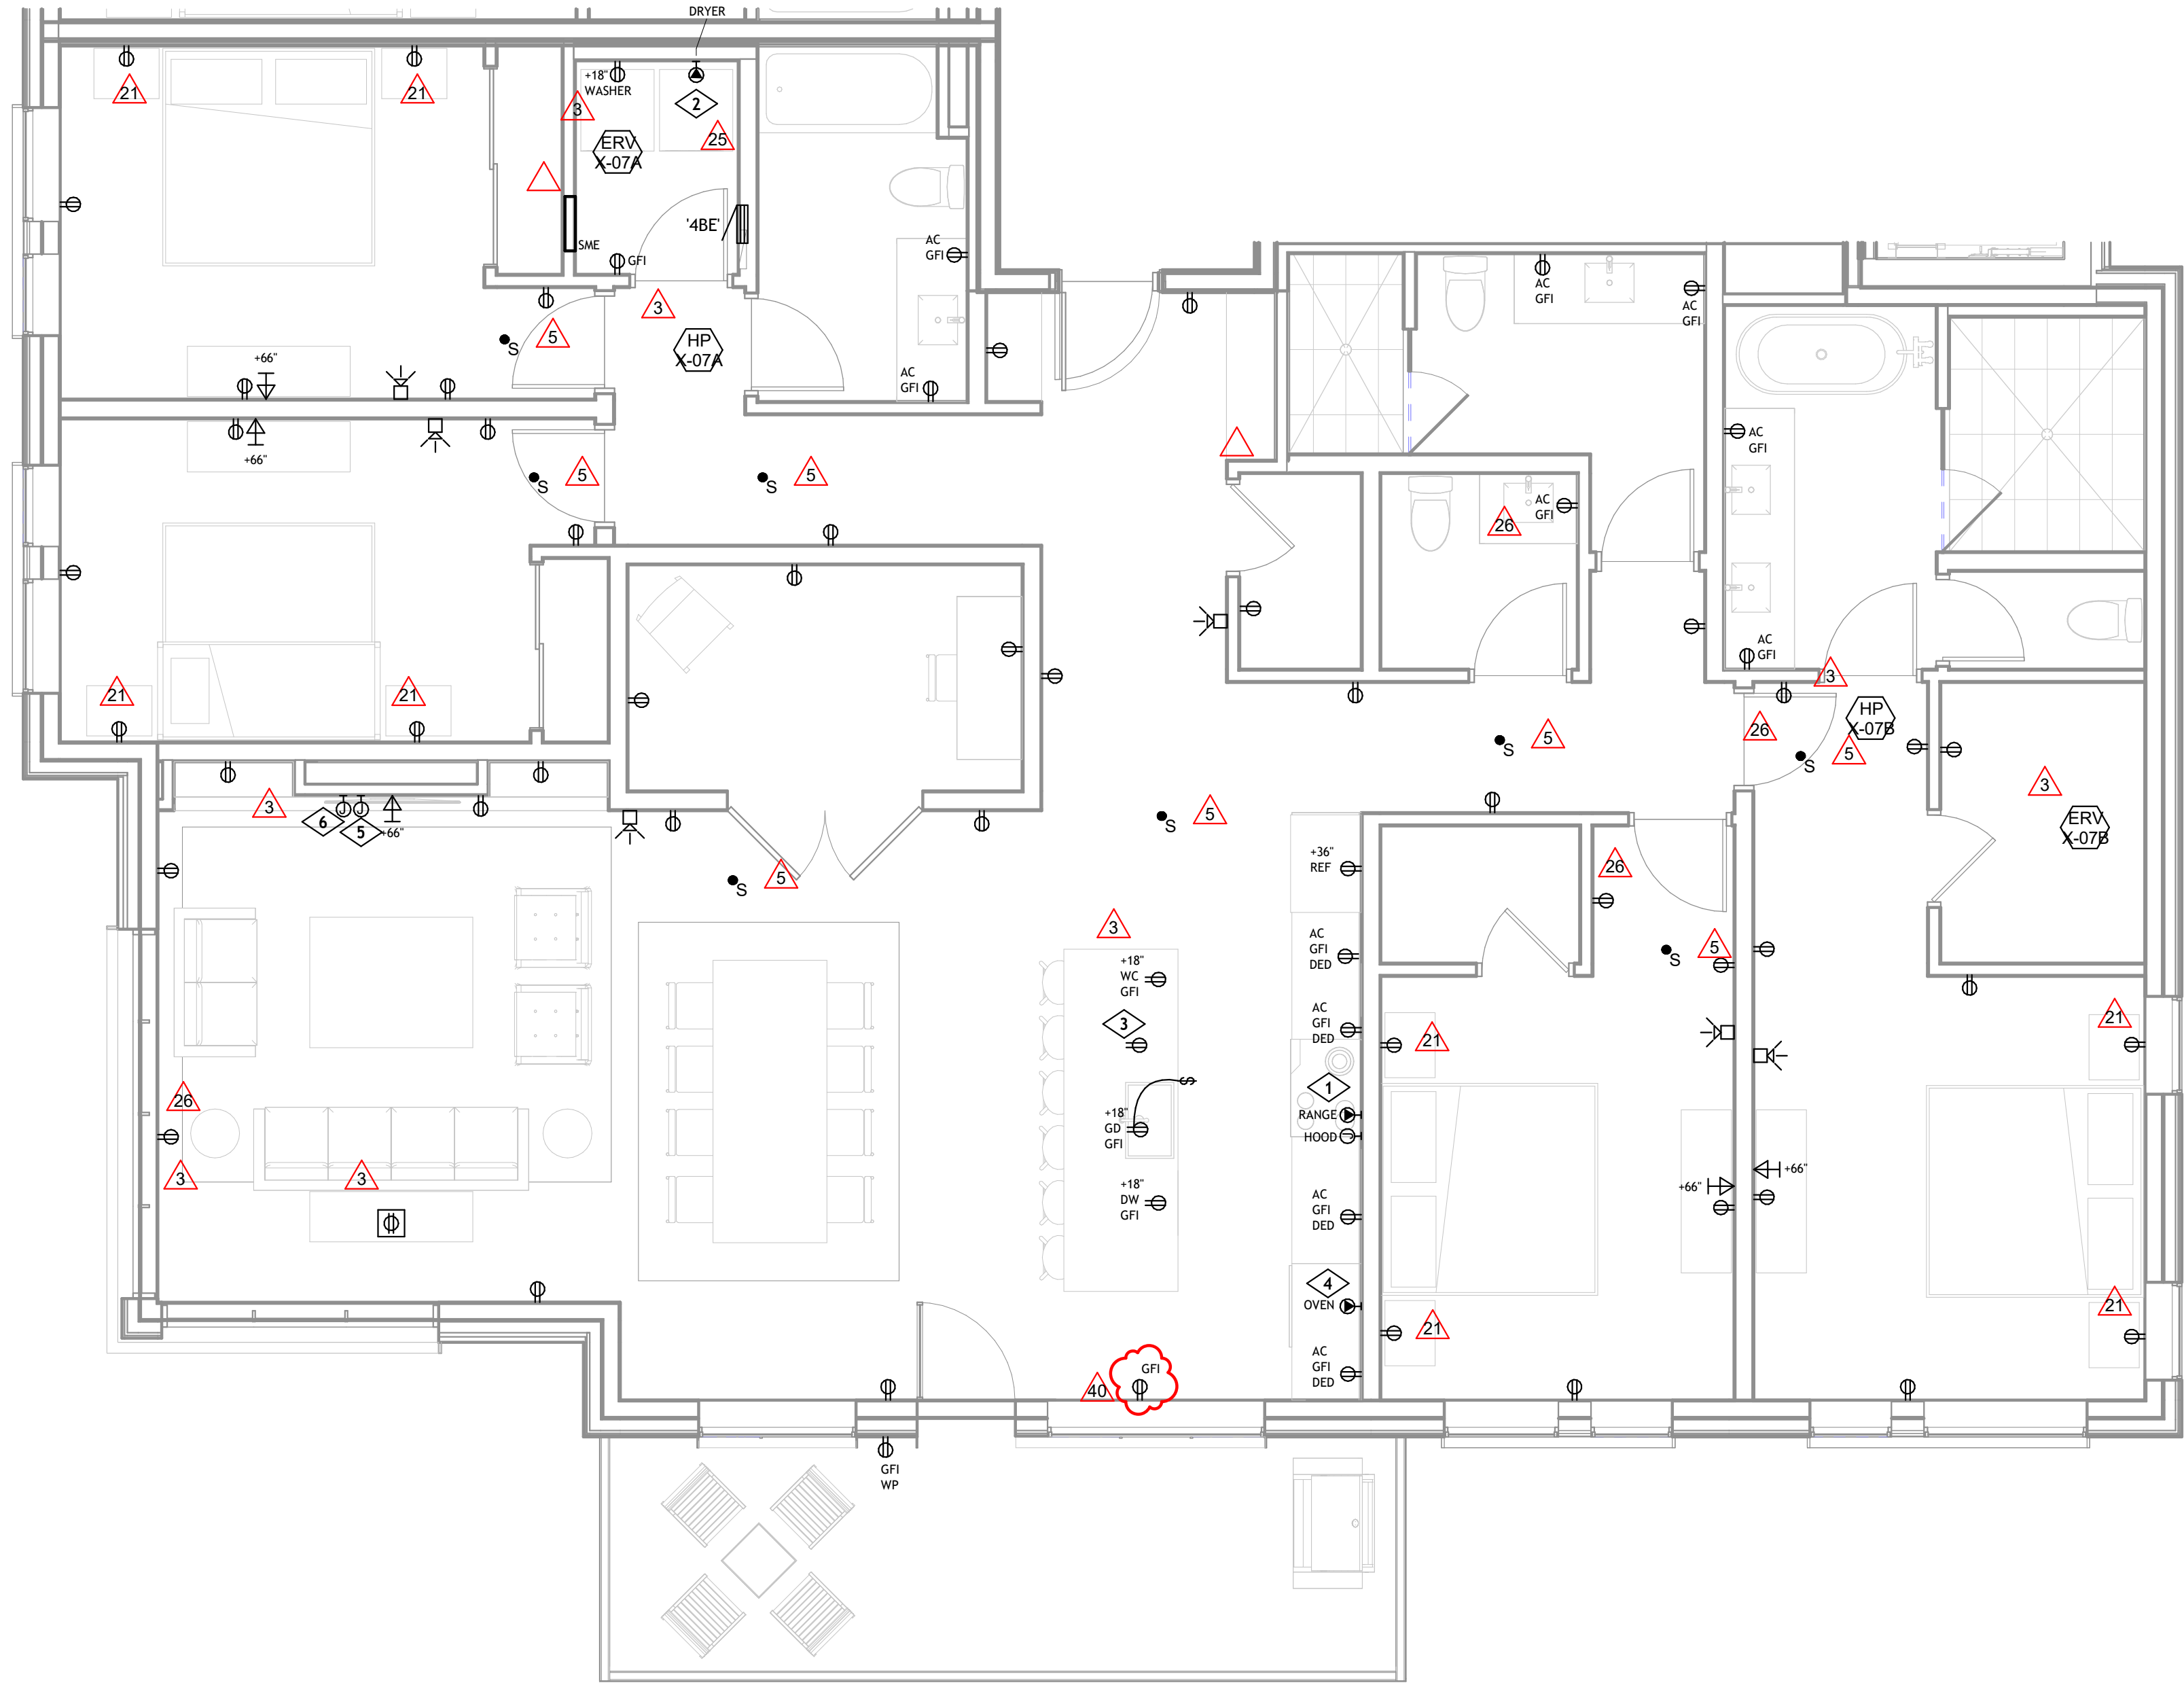 DRYER
+18"
WASHER
21
21
3
2
25
ERV
X-07A
'4BE'
SME
GFI
AC
GFI
3
5
S
HP
X-07A
AC
GFI
AC
GFI
AC
GFI
+66"
+66"
5
S
S
5
AC
GFI
AC
GFI
26
AC
GFI
3
21
21
HP
X-07B
26
5
S
S
5
3
ERV
X-07B
3
6
J
J
5
+66"
S
5
S
5
+36"
REF
26
3
AC
GFI
DED
S
5
+18"
WC
GFI
3
AC
GFI
DED
21
21
1
S
RANGE
HOOD
J
26
+18"
GD
GFI
3
3
+18"
DW
GFI
AC
GFI
DED
+66"
+66"
4
OVEN
21
21
AC
GFI
DED
40
GFI
GFI
WP